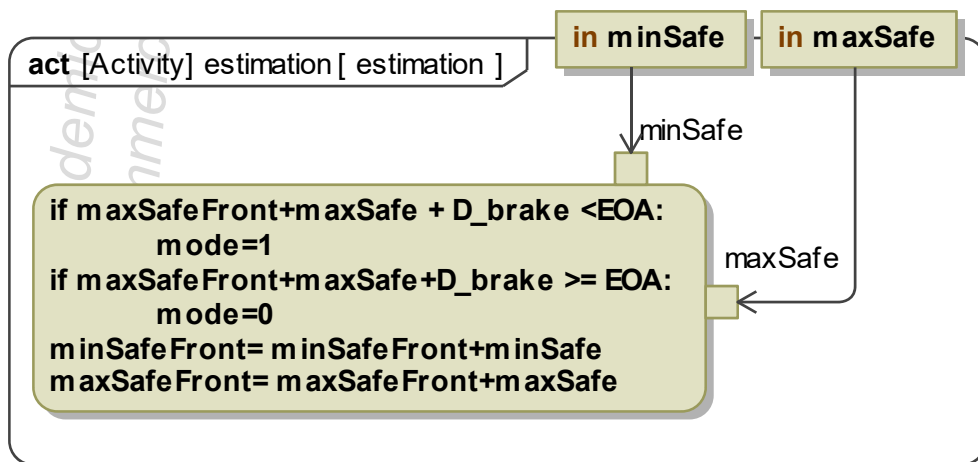 in minSafe
in maxSafe
act [Activity] estimation [ estimation ]
minSafe
if maxSafeFront+maxSafe + D_brake <EOA:
mode=1
if maxSafeFront+maxSafe+D_brake >= EOA:
mode=0
minSafeFront= minSafeFront+minSafe
maxSafeFront= maxSafeFront+maxSafe
maxSafe